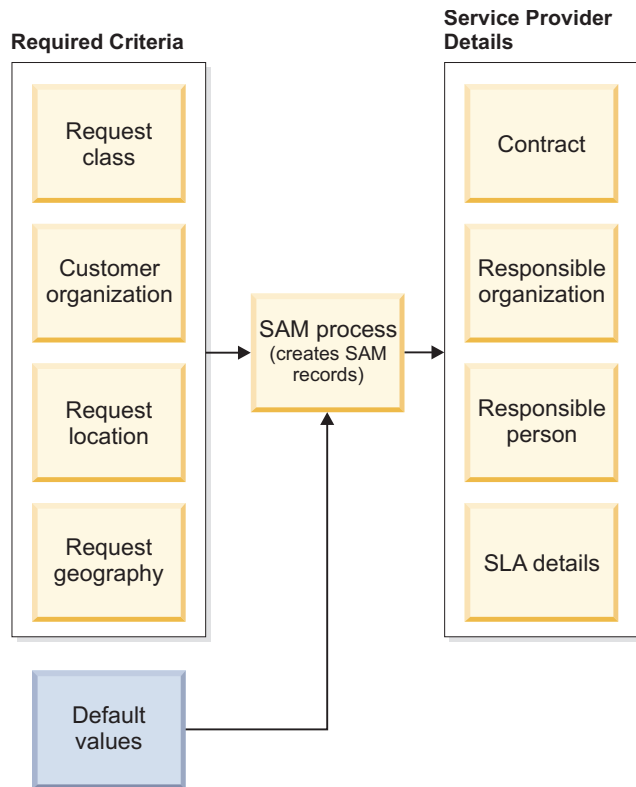 Required Criteria
Request
class
Customer
organization
Request
location
Request
geography
Default
values
SAM process
(creates SAM
records)
Service Provider
Details
Contract
Responsible
organization
Responsible
person
SLA details